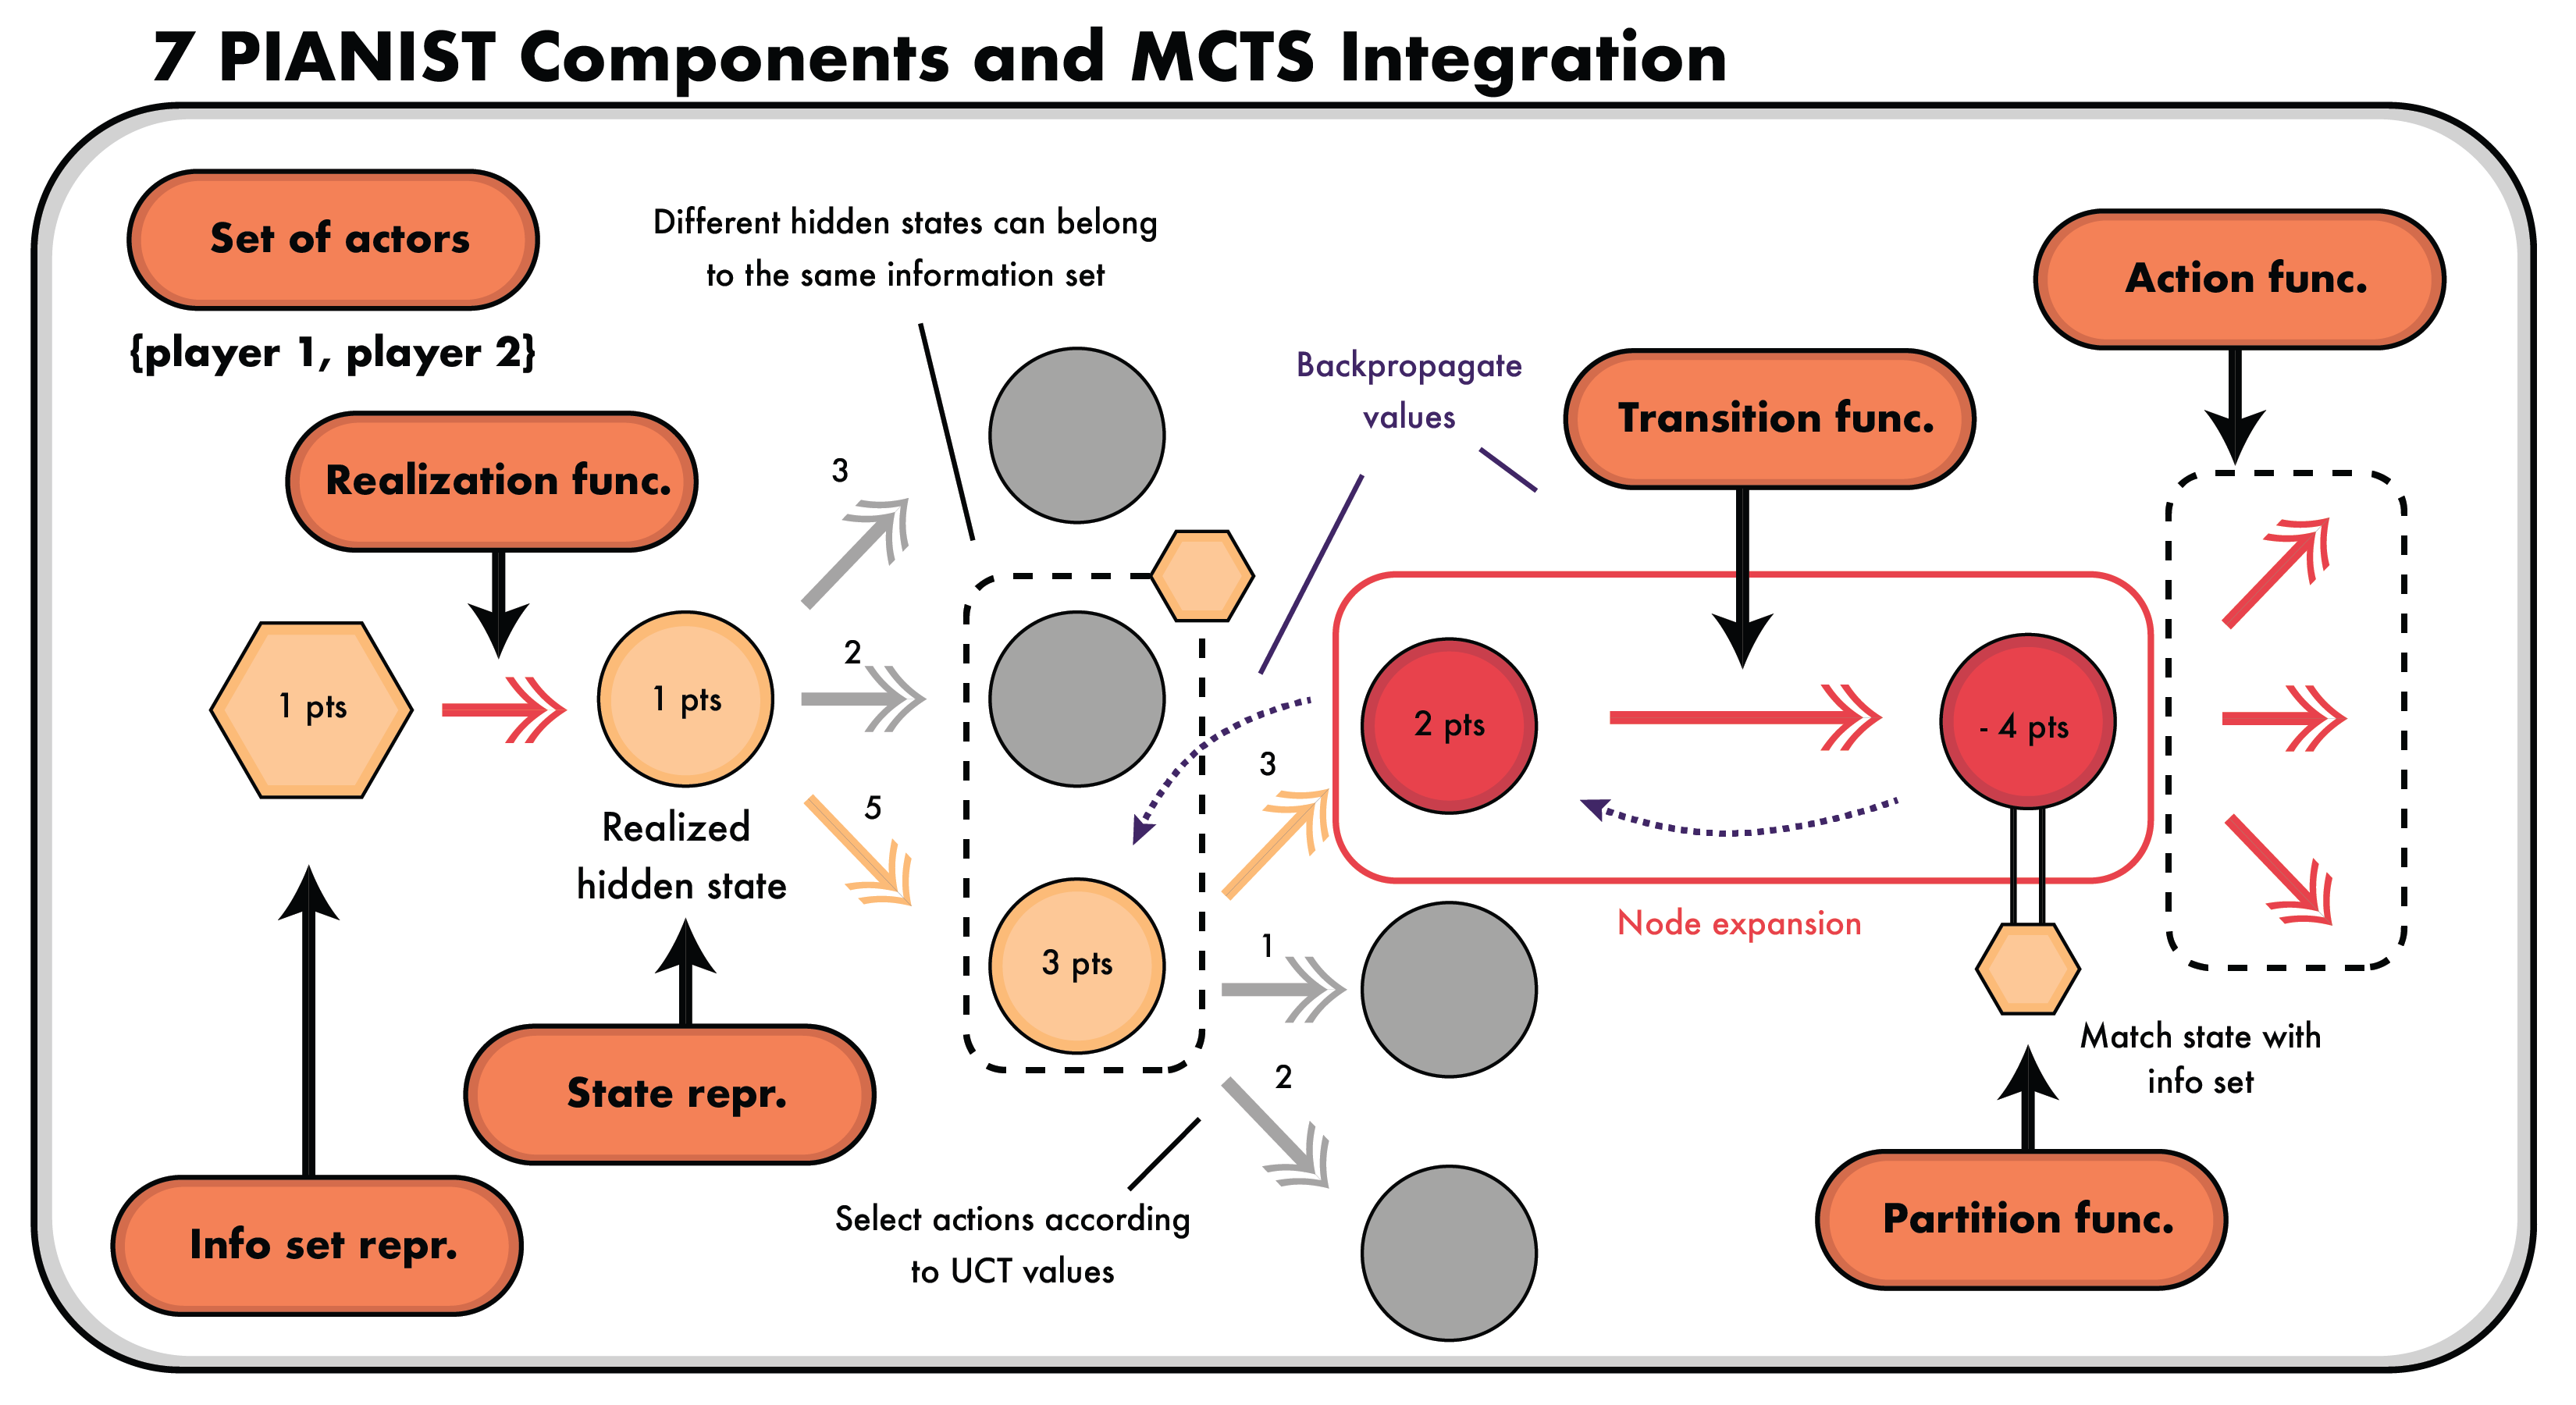 7 PIANIST Components and MCTS Integration
Set of actors
{player 1, player 2}
Different hidden states can belong
to the same information set
Action func.
Backpropagate
values
Transition func.
Realization func.
3
2
5
1 pts
1 pts
Realized
hidden state
3 pts
3
1
2
2 pts
- 4 pts
Node expansion
Match state with
info set
State repr.
Info set repr.
Select actions according
to UCT values
Partition func.